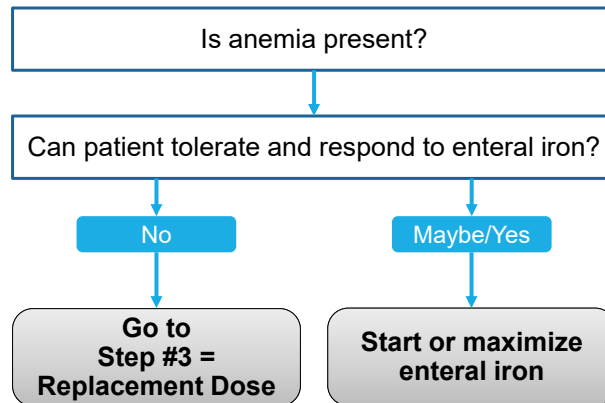 Is anemia present?
Can patient tolerate and respond to enteral iron?
No
Maybe/Yes
Go to
Step #3 =
Replacement Dose
Start or maximize
enteral iron